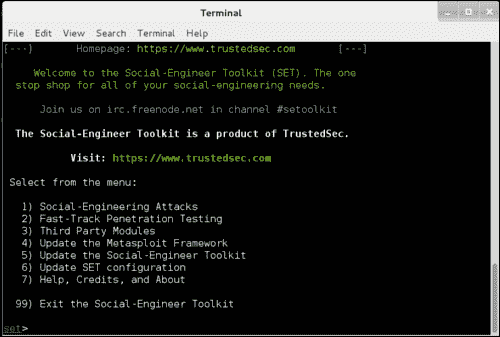 Terminal
File Edit View Search Terminal Help
[---] Homepage: https://www.trustedsec.com [---]
Welcome to the Social-Engineer Toolkit (SET). The one
stop shop for all of your social-engineering needs.
Join us on irc.freenode.net in channel #setoolkit
The Social-Engineer Toolkit is a product of TrustedSec.
Visit: https://www.trustedsec.com
Select from the menu:
1) Social-Engineering Attacks
2) Fast-Track Penetration Testing
3) Third Party Modules
4) Update the Metasploit Framework
5) Update the Social-Engineer Toolkit
6) Update SET configuration
7) Help, Credits, and About
99) Exit the Social-Engineer Toolkit
set>